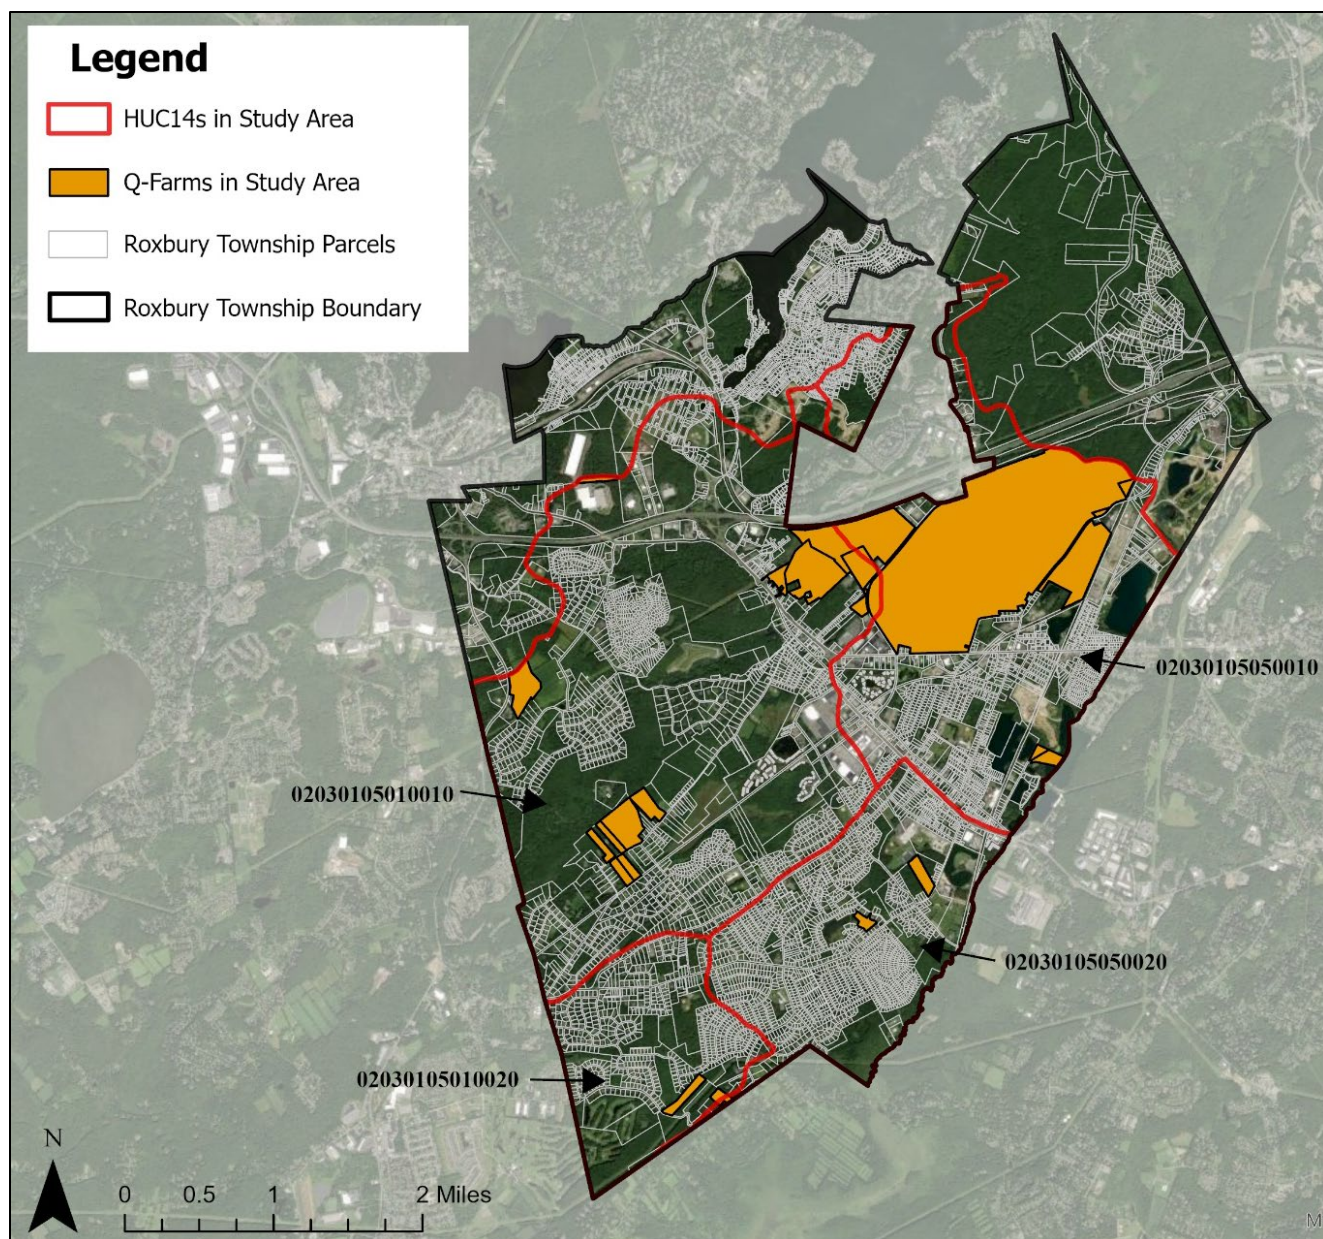 Legend
HUC14s in Study Area
Q-Farms in Study Area
Roxbury Township Parcels
Roxbury Township Boundary
02030105050010
02030105010010
02030105050020
02030105010020
N
0 0.5 1 2 Miles
M